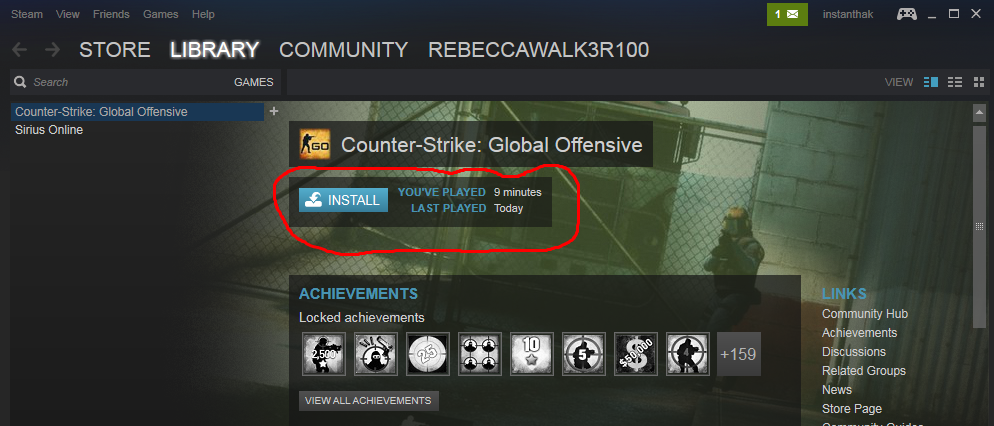 Steam View Friends Games Help 1 instanthak
STORE LIBRARY COMMUNITY REBECCAWALK3R100
Search GAMES VIEW
Counter-Strike: Global Offensive +
Sirius Online
GO Counter-Strike: Global Offensive
INSTALL YOU'VE PLAYED 9 minutes
LAST PLAYED Today
ACHIEVEMENTS
Locked achievements
2,500 25 10 5 $50,000 +159
VIEW ALL ACHIEVEMENTS
LINKS
Community Hub
Achievements
Discussions
Related Groups
News
Store Page
Community Guides